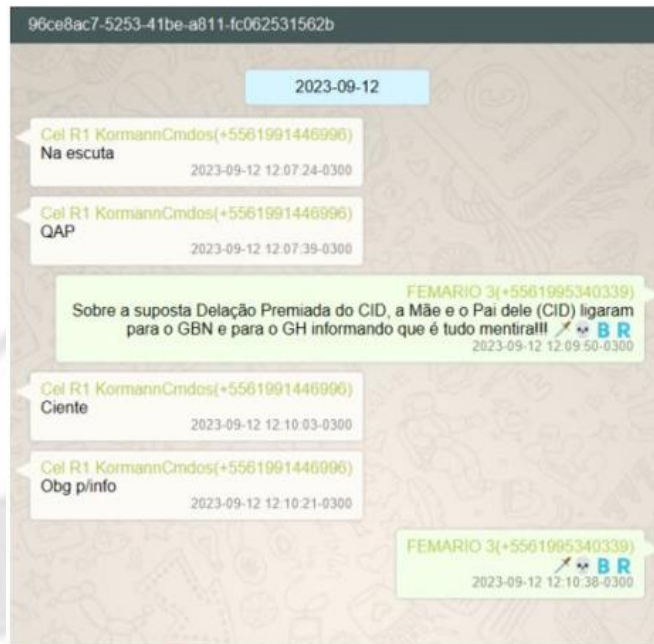 96ce8ac7-5253-41be-a811-fc062531562b
2023-09-12
Cel R1 KormannCmdos(+5561991446996)
Na escuta
2023-09-12 12:07:24-0300
Cel R1 KormannCmdos(+5561991446996)
QAP
2023-09-12 12:07:39-0300
FEMARIO 3(+5561995340339)
Sobre a suposta Delação Premiada do CID, a Mãe e o Pai dele (CID) ligaram
para o GBN e para o GH informando que é tudo mentira!!! 🗡☠ B R
2023-09-12 12:09:50-0300
Cel R1 KormannCmdos(+5561991446996)
Ciente
2023-09-12 12:10:03-0300
Cel R1 KormannCmdos(+5561991446996)
Obg p/info
2023-09-12 12:10:21-0300
FEMARIO 3(+5561995340339)
🗡☠ B R
2023-09-12 12:10:38-0300